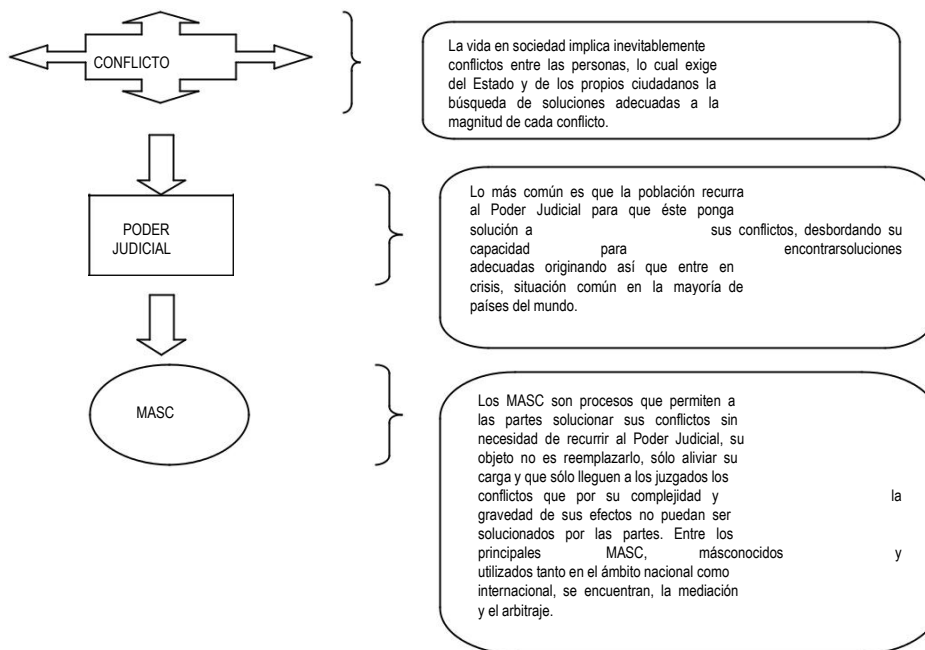 CONFLICTO
La vida en sociedad implica inevitablemente
conflictos entre las personas, lo cual exige
del Estado y de los propios ciudadanos la
búsqueda de soluciones adecuadas a la
magnitud de cada conflicto.
PODER
JUDICIAL
Lo más común es que la población recurra
al Poder Judicial para que éste ponga
solución a sus conflictos, desbordando su
capacidad para encontrarsoluciones
adecuadas originando así que entre en
crisis, situación común en la mayoría de
países del mundo.
MASC
Los MASC son procesos que permiten a
las partes solucionar sus conflictos sin
necesidad de recurrir al Poder Judicial, su
objeto no es reemplazarlo, sólo aliviar su
carga y que sólo lleguen a los juzgados los
conflictos que por su complejidad y la
gravedad de sus efectos no puedan ser
solucionados por las partes. Entre los
principales MASC, másconocidos y
utilizados tanto en el ámbito nacional como
internacional, se encuentran, la mediación
y el arbitraje.